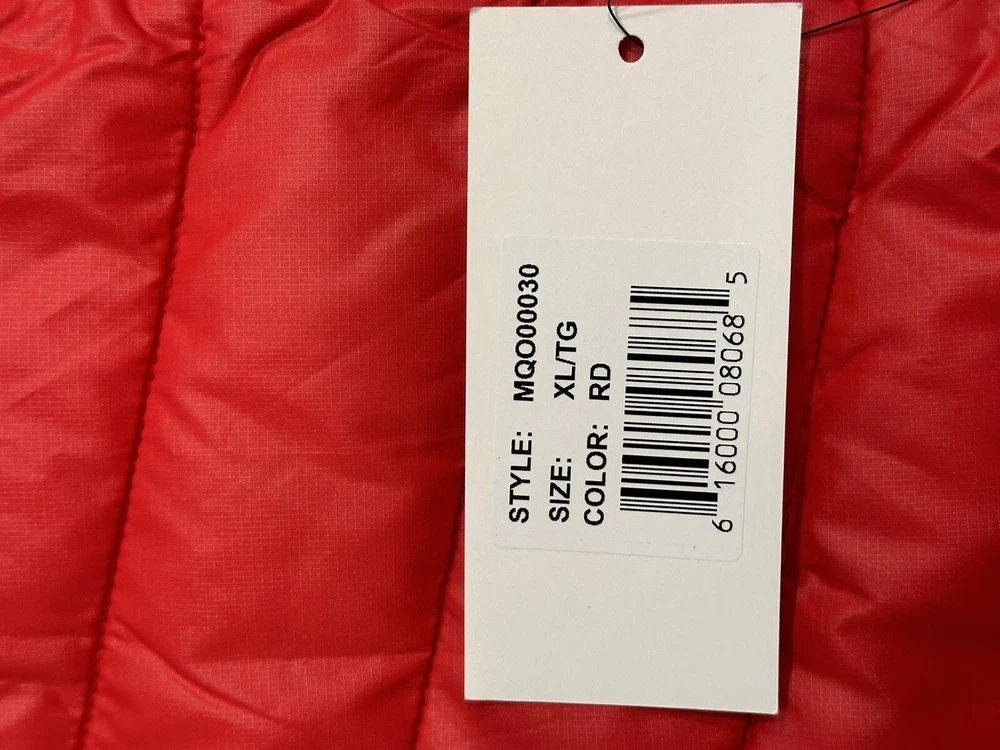 STYLE: MQO00030
SIZE: XL/TG
COLOR: RD
6 16000 08068 5